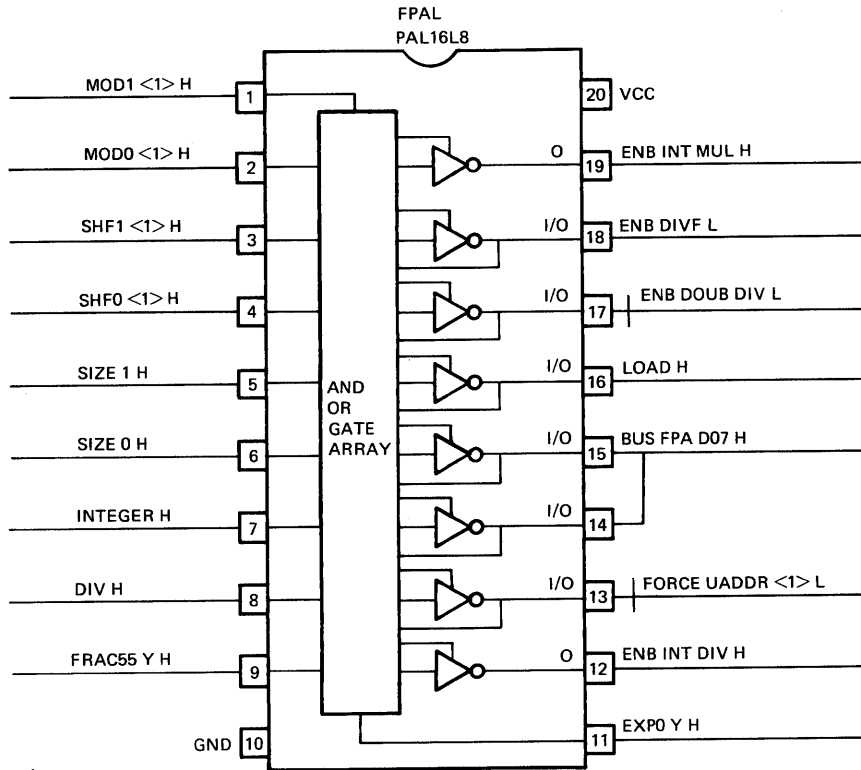 FPAL
PAL16L8
MOD1 <1> H
1
20
VCC
MOD0 <1> H
2
O
19
ENB INT MUL H
SHF1 <1> H
3
I/O
18
ENB DIVF L
SHF0 <1> H
4
I/O
17
ENB DOUB DIV L
SIZE 1 H
5
I/O
16
LOAD H
AND
OR
GATE
ARRAY
SIZE 0 H
6
I/O
15
BUS FPA D07 H
INTEGER H
7
I/O
14
DIV H
8
I/O
13
FORCE UADDR <1> L
FRAC55 Y H
9
O
12
ENB INT DIV H
GND
10
11
EXP0 Y H